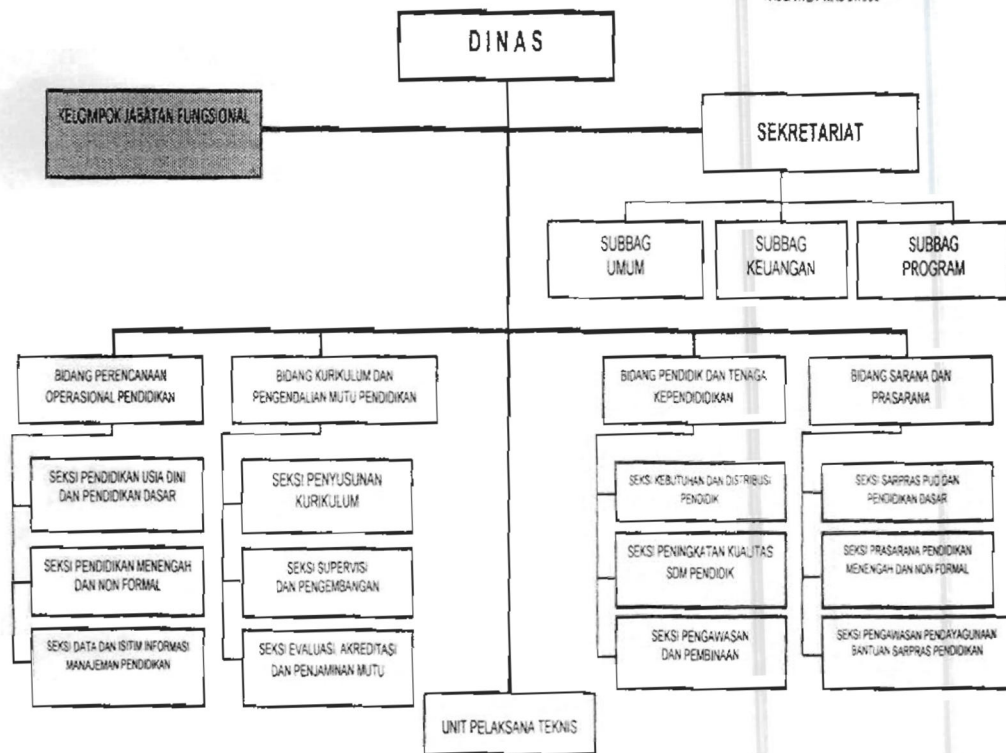 DINAS
KELOMPOK JABATAN FUNGSIONAL
SEKRETARIAT
SUBBAG
UMUM
SUBBAG
KEUANGAN
SUBBAG
PROGRAM
BIDANG PERENCANAAN
OPERASIONAL PENDIDIKAN
SEKSI PENDIDIKAN USIA DINI
DAN PENDIDIKAN DASAR
SEKSI PENDIDIKAN MENENGAH
DAN NON FORMAL
SEKSI DATA DAN ISITIM INFORMASI
MANAJEMAN PENDIDIKAN
BIDANG KURIKULUM DAN
PENGENDALIAN MUTU PENDIDIKAN
SEKSI PENYUSUNAN
KURIKULUM
SEKSI SUPERVISI
DAN PENGEMBANGAN
SEKSI EVALUASI, AKREDITASI
DAN PENJAMINAN MUTU
BIDANG PENDIDIK DAN TENAGA
KEPENDIDIDIKAN
SEKSI KEBUTUHAN DAN DISTRIBUSI
PENDIDIK
SEKSI PENINGKATAN KUALITAS
SDM PENDIDIK
SEKSI PENGAWASAN
DAN PEMBINAAN
BIDANG SARANA DAN
PRASARANA
SEKSI SARPRAS PUD DAN
PENDIDIKAN DASAR
SEKSI PRASARANA PENDIDIKAN
MENENGAH DAN NON FORMAL
SEKSI PENGAWASAN PENDAYAGUNAAN
BANTUAN SARPRAS PENDIDIKAN
UNIT PELAKSANA TEKNIS